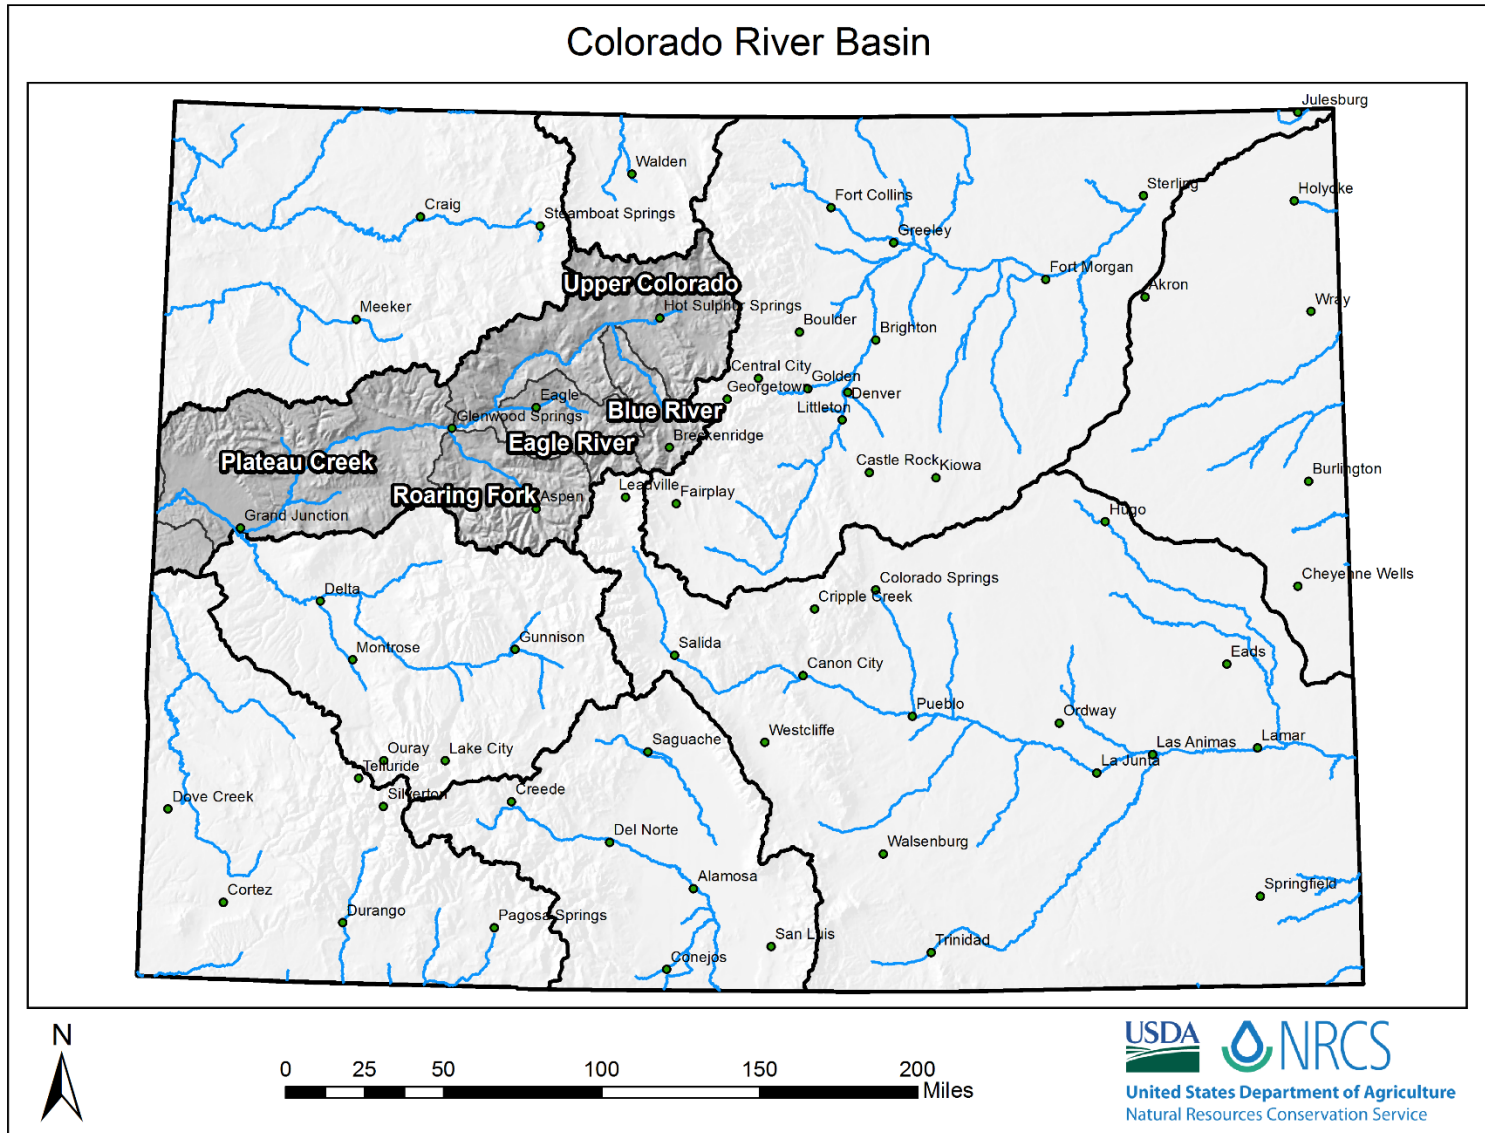 Colorado River Basin
Julesburg
Walden
Sterling
Holyoke
Craig
Fort Collins
Steamboat Springs
Greeley
Fort Morgan
Akron
Upper Colorado
Wray
Meeker
Hot Sulphur Springs
Boulder
Brighton
Central City
Golden
Georgetown
Denver
Eagle
Littleton
Blue River
Glenwood Springs
Eagle River
Breckenridge
Plateau Creek
Castle Rock
Kiowa
Burlington
Roaring Fork
Aspen
Leadville
Fairplay
Grand Junction
Hugo
Cheyenne Wells
Colorado Springs
Delta
Cripple Creek
Gunnison
Montrose
Salida
Eads
Canon City
Pueblo
Ordway
Westcliffe
Lamar
Las Animas
Ouray
Lake City
Saguache
La Junta
Telluride
Creede
Silverton
Dove Creek
Del Norte
Walsenburg
Alamosa
Springfield
Cortez
Durango
Pagosa Springs
San Luis
Trinidad
Conejos
N
0 25 50 100 150 200
Miles
USDA
NRCS
United States Department of Agriculture
Natural Resources Conservation Service